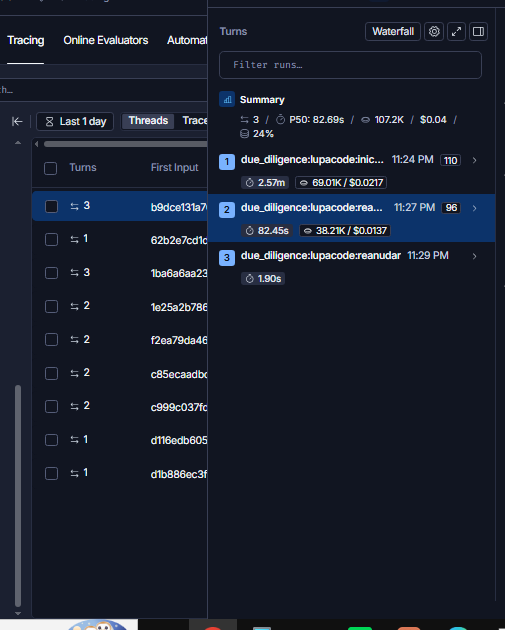 Tracing Online Evaluators Automat
Last 1 day Threads Trace
Turns First Input
3 b9dce131a7
1 62b2e7cd1c
3 1ba6a6aa23
2 1e25a2b786
2 f2ea79da46
2 c85ecaadbc
2 c999c037fc
1 d116edb605
1 d1b886ec3f
Turns Waterfall
Filter runs…
Summary
3 / P50: 82.69s / 107.2K / $0.04 /
24%
1 due_diligence:lupacode:inic... 11:24 PM 110
2.57m 69.01K / $0.0217
2 due_diligence:lupacode:rea... 11:27 PM 96
82.45s 38.21K / $0.0137
3 due_diligence:lupacode:reanudar 11:29 PM
1.90s